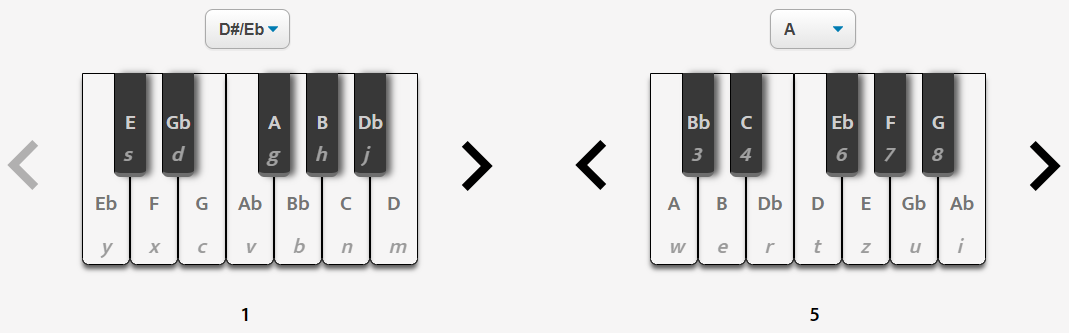 D#/Eb A
E Gb A B Db Bb C Eb F G
s d g h j 3 4 6 7 8
Eb F G Ab Bb C D A B Db D E Gb Ab
y x c v b n m w e r t z u i
1 5